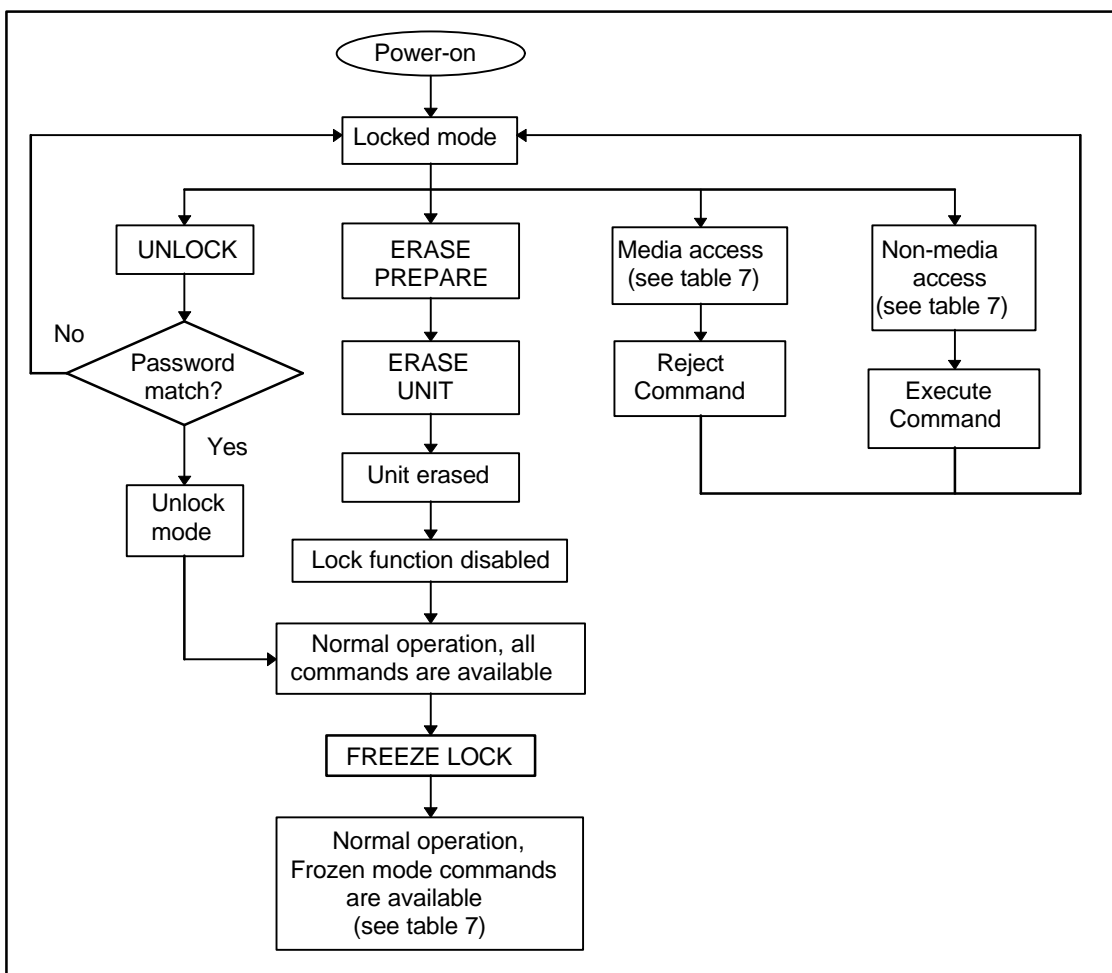 Power-on
Locked mode
UNLOCK
ERASE
PREPARE
Media access
(see table 7)
Non-media
access
(see table 7)
No
Password
match?
Yes
ERASE
UNIT
Reject
Command
Execute
Command
Unit erased
Unlock
mode
Lock function disabled
Normal operation, all
commands are available
FREEZE LOCK
Normal operation,
Frozen mode commands
are available
(see table 7)